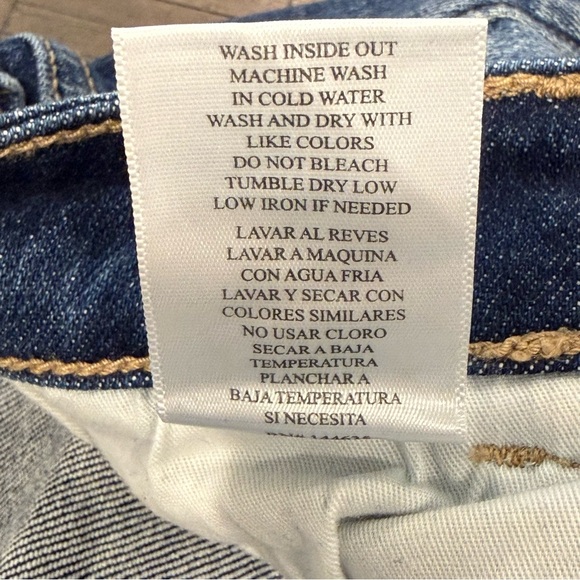 WASH INSIDE OUT
MACHINE WASH
IN COLD WATER
WASH AND DRY WITH
LIKE COLORS
DO NOT BLEACH
TUMBLE DRY LOW
LOW IRON IF NEEDED
LAVAR AL REVES
LAVAR A MAQUINA
CON AGUA FRIA
LAVAR Y SECAR CON
COLORES SIMILARES
NO USAR CLORO
SECAR A BAJA
TEMPERATURA
PLANCHAR A
BAJA TEMPERATURA
SI NECESITA